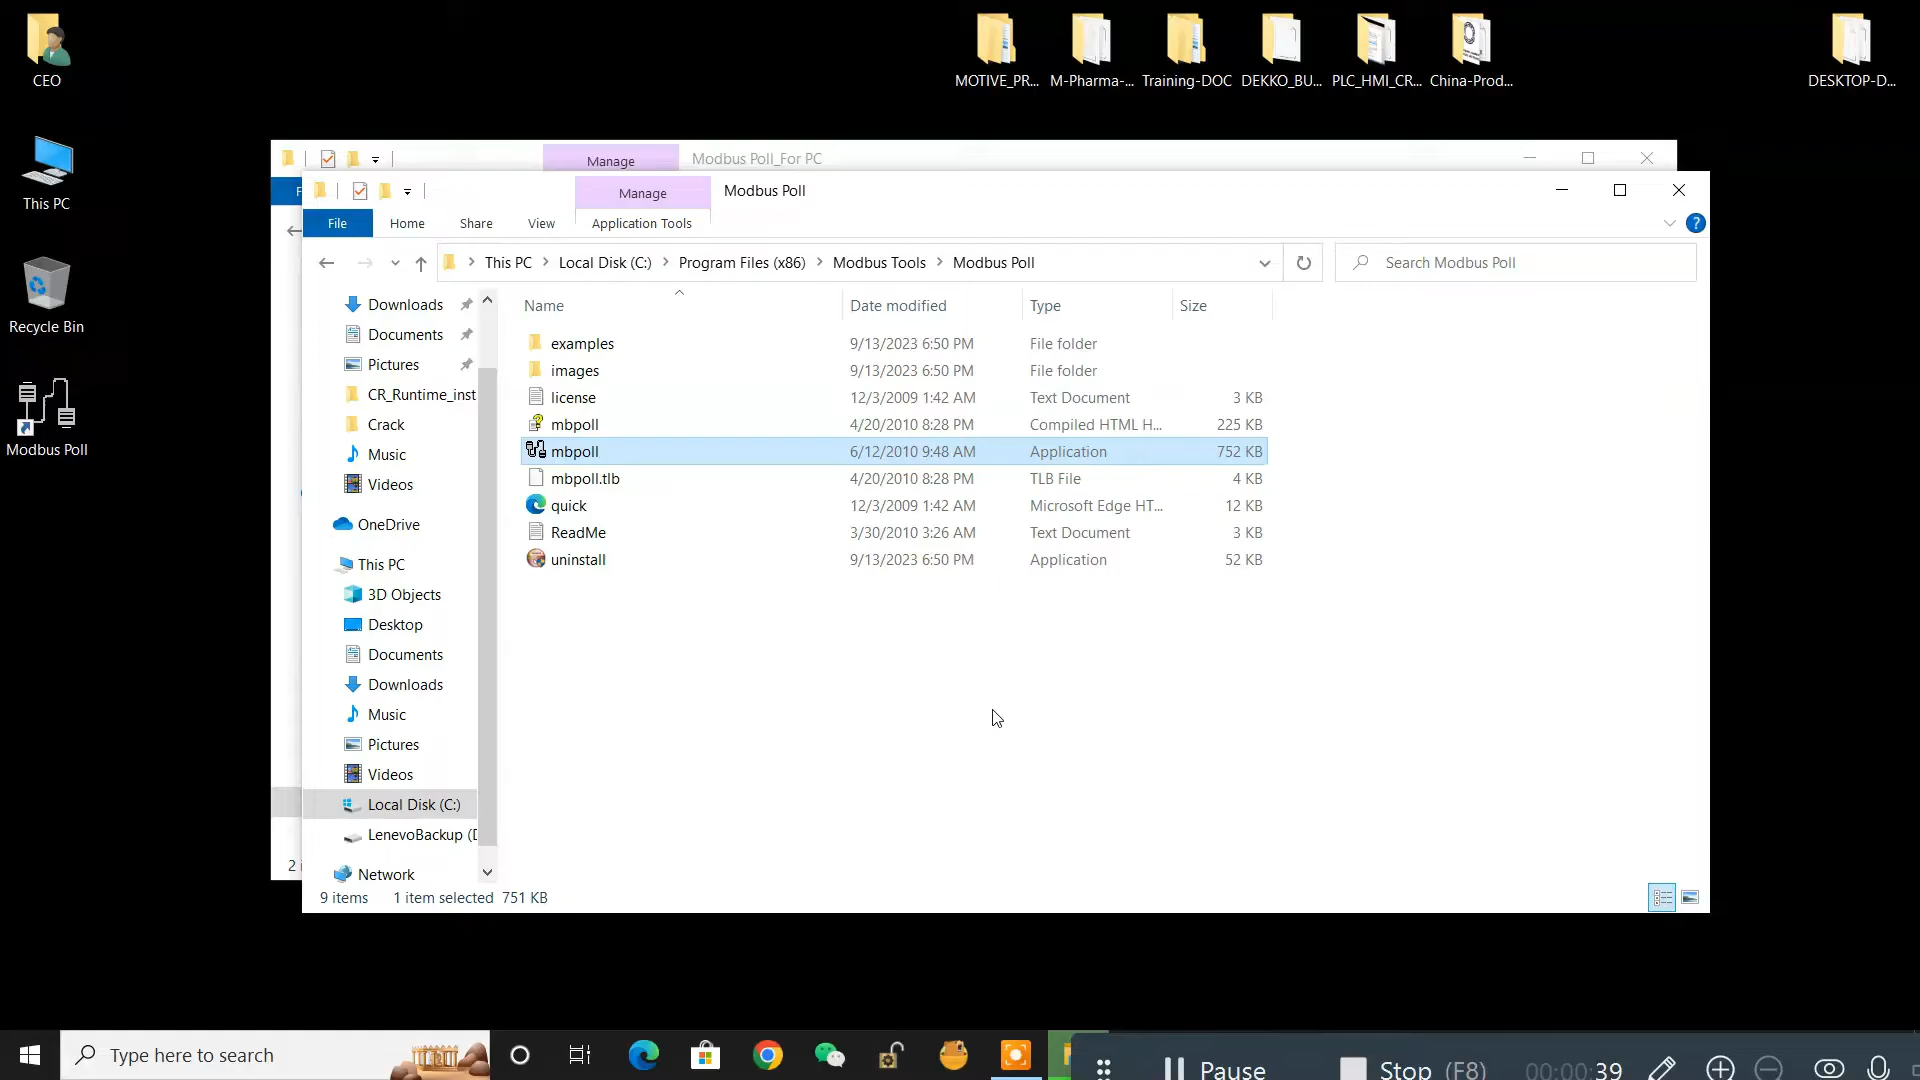 CEO
This PC
Recycle Bin
Modbus Poll
MOTIVE_PR...
M-Pharma-...
Training-DOC
DEKKO_BU...
PLC_HMI_CR...
China-Prod...
DESKTOP-D...
Manage
Modbus Poll_For PC
F
2 i
Manage
Modbus Poll
File
Home
Share
View
Application Tools
This PC
Local Disk (C:)
Program Files (x86)
Modbus Tools
Modbus Poll
Search Modbus Poll
Downloads
Documents
Pictures
CR_Runtime_inst
Crack
Music
Videos
OneDrive
This PC
3D Objects
Desktop
Documents
Downloads
Music
Pictures
Videos
Local Disk (C:)
LenevoBackup (D
Network
Name Date modified Type Size
examples 9/13/2023 6:50 PM File folder
images 9/13/2023 6:50 PM File folder
license 12/3/2009 1:42 AM Text Document 3 KB
mbpoll 4/20/2010 8:28 PM Compiled HTML H... 225 KB
mbpoll 6/12/2010 9:48 AM Application 752 KB
mbpoll.tlb 4/20/2010 8:28 PM TLB File 4 KB
quick 12/3/2009 1:42 AM Microsoft Edge HT... 12 KB
ReadMe 3/30/2010 3:26 AM Text Document 3 KB
uninstall 9/13/2023 6:50 PM Application 52 KB
9 items 1 item selected 751 KB
Type here to search
Pause
Stop (F8)
00:00:39